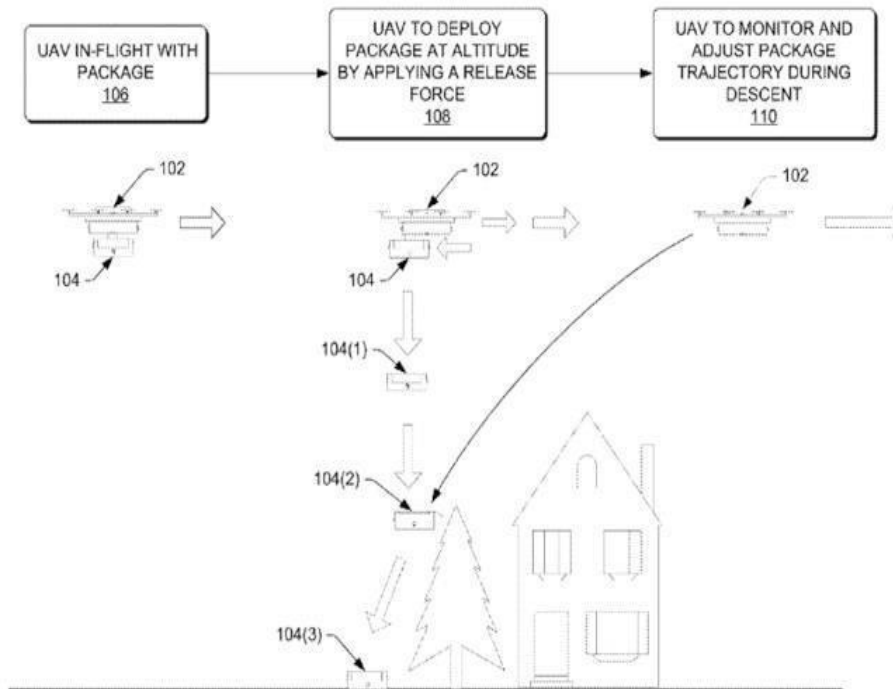 UAV IN-FLIGHT WITH
PACKAGE
106
UAV TO DEPLOY
PACKAGE AT ALTITUDE
BY APPLYING A RELEASE
FORCE
108
UAV TO MONITOR AND
ADJUST PACKAGE
TRAJECTORY DURING
DESCENT
110
102
102
102
104
104
104(1)
104(2)
104(3)